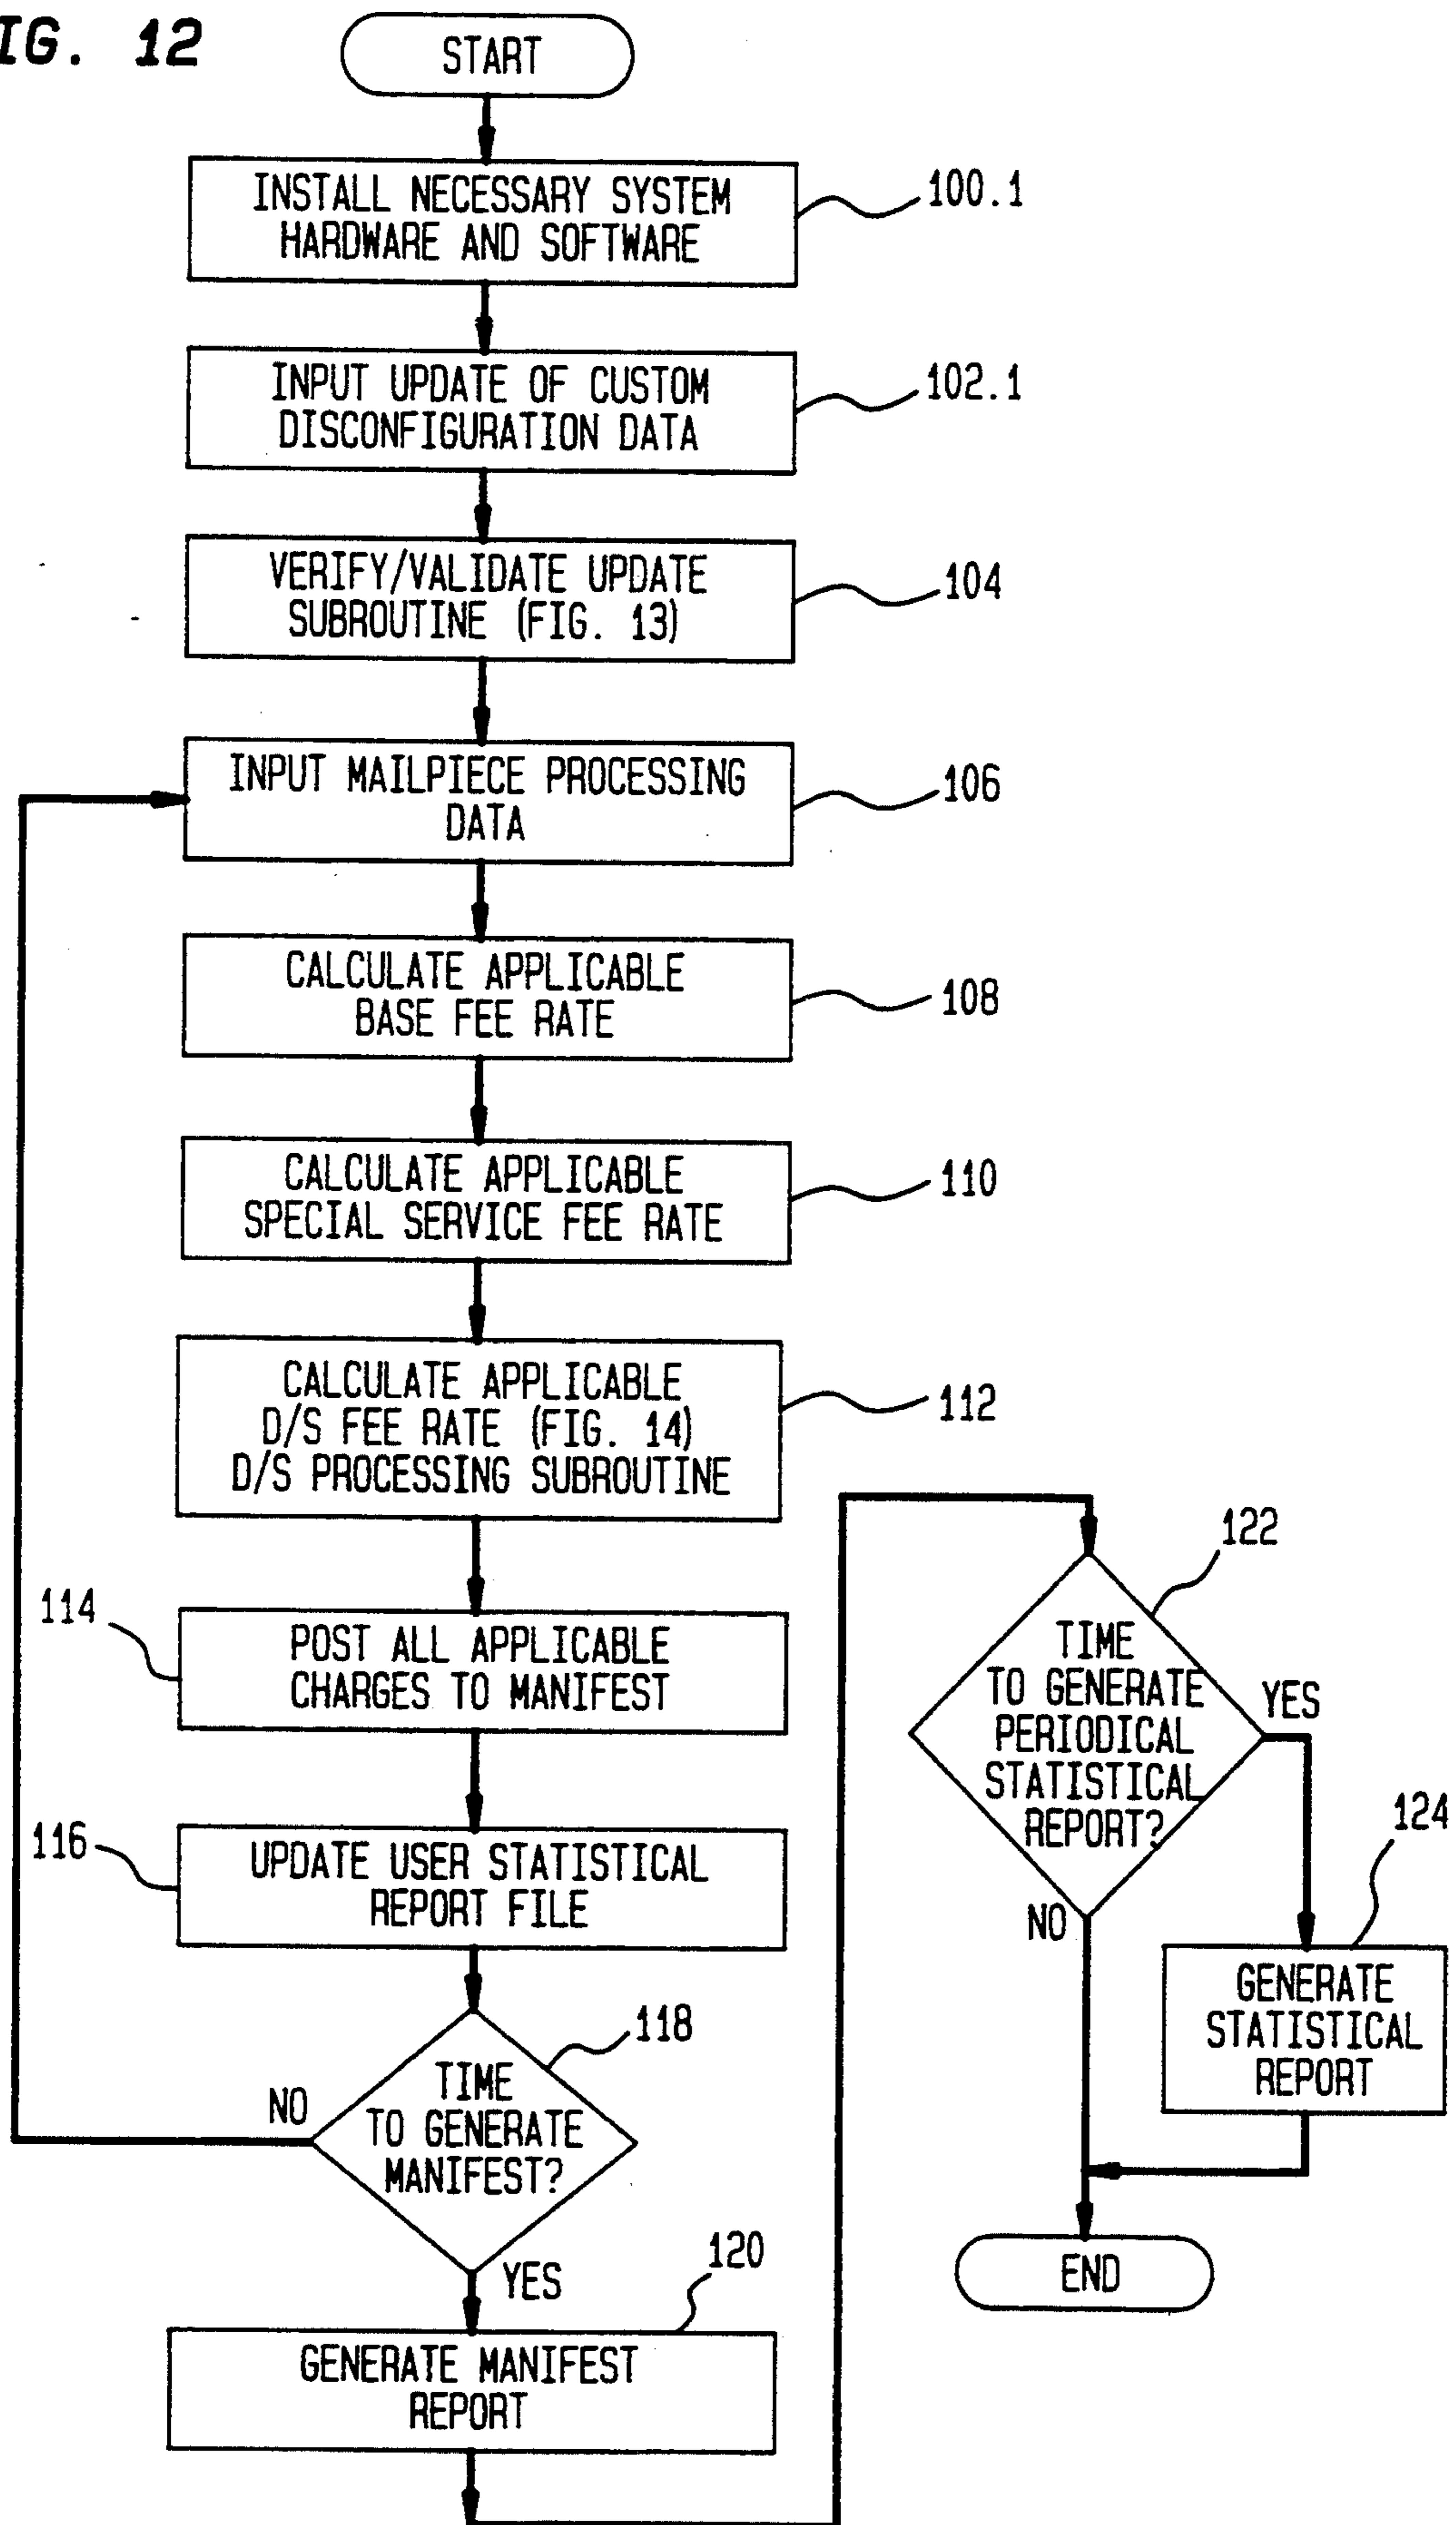 IG. 12
START
INSTALL NECESSARY SYSTEM
HARDWARE AND SOFTWARE
100.1
INPUT UPDATE OF CUSTOM
DISCONFIGURATION DATA
102.1
VERIFY/VALIDATE UPDATE
SUBROUTINE (FIG. 13)
104
INPUT MAILPIECE PROCESSING
DATA
106
CALCULATE APPLICABLE
BASE FEE RATE
108
CALCULATE APPLICABLE
SPECIAL SERVICE FEE RATE
110
CALCULATE APPLICABLE
D/S FEE RATE (FIG. 14)
D/S PROCESSING SUBROUTINE
112
114
POST ALL APPLICABLE
CHARGES TO MANIFEST
116
UPDATE USER STATISTICAL
REPORT FILE
118
TIME
TO GENERATE
MANIFEST?
NO
YES
120
GENERATE MANIFEST
REPORT
122
TIME
TO GENERATE
PERIODICAL
STATISTICAL
REPORT?
YES
NO
124
GENERATE
STATISTICAL
REPORT
END